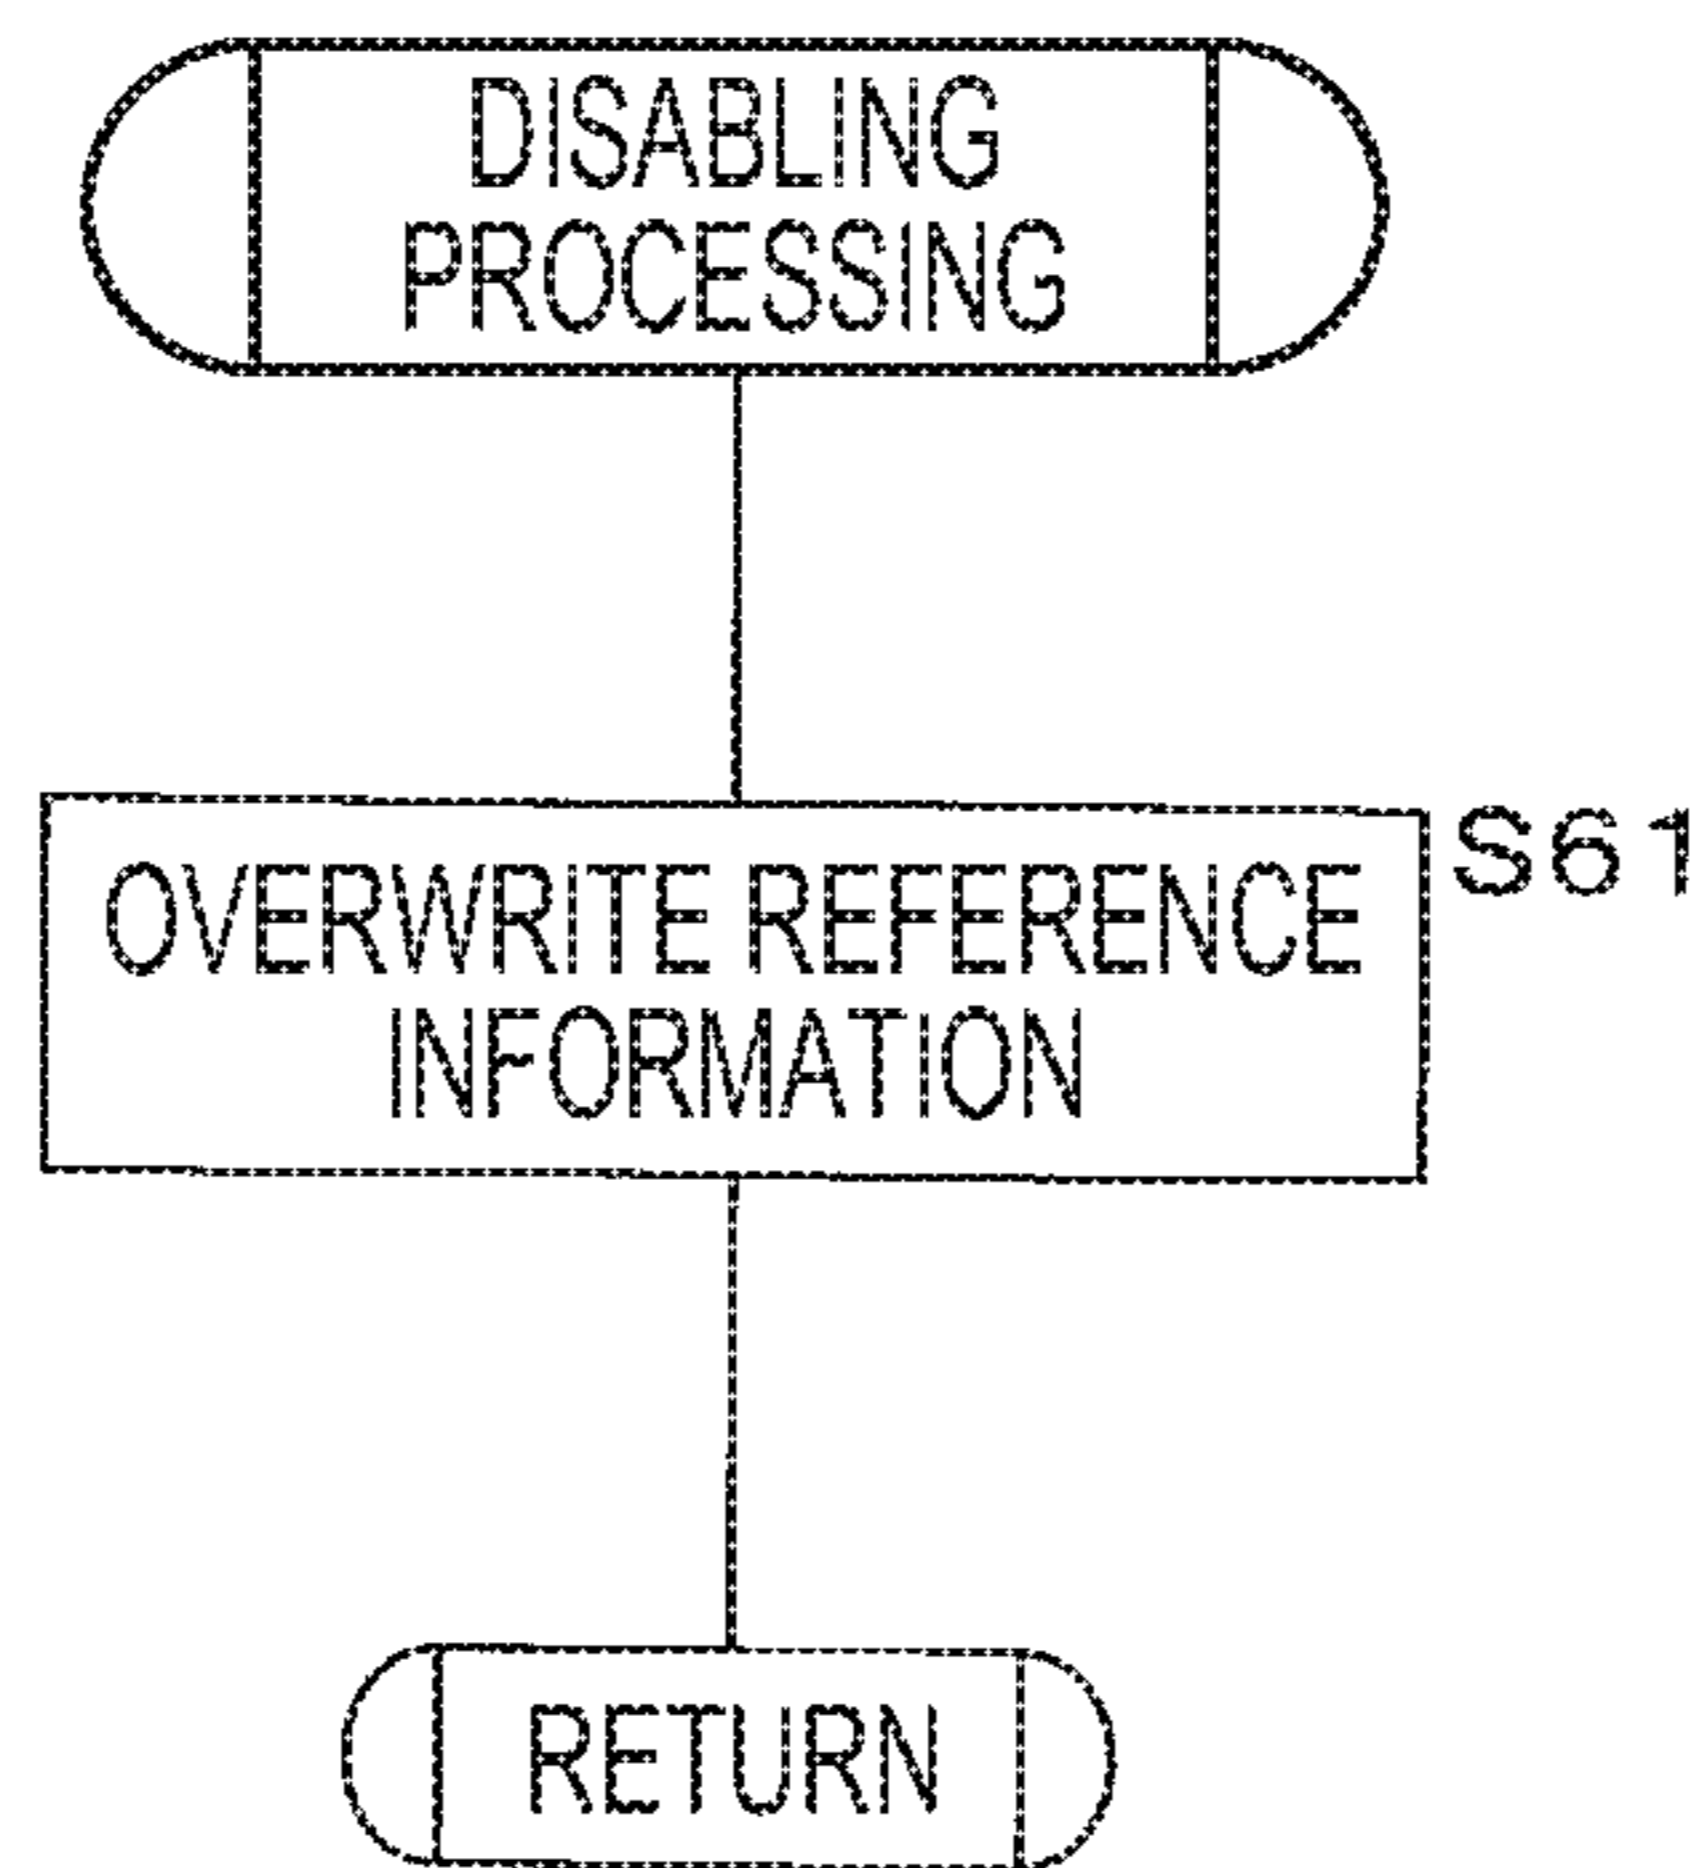 DISABLING
PROCESSING
S61
OVERWRITE REFERENCE
INFORMATION
RETURN